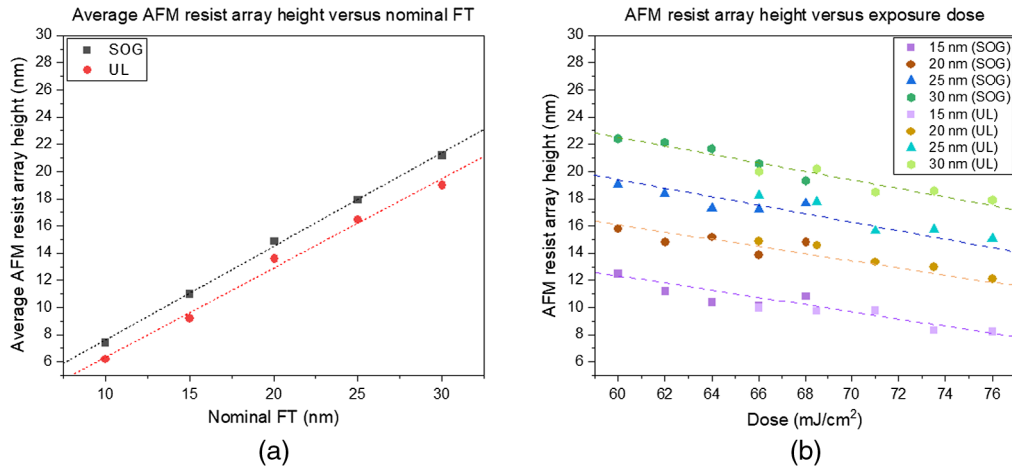 Average AFM resist array height versus nominal FT
30
28
26
24
22
20
18
16
14
12
10
8
6
Average AFM resist array height (nm)
SOG
UL
10
15
20
25
30
Nominal FT (nm)
(a)
AFM resist array height versus exposure dose
30
28
26
24
22
20
18
16
14
12
10
8
6
AFM resist array height (nm)
15 nm (SOG)
20 nm (SOG)
25 nm (SOG)
30 nm (SOG)
15 nm (UL)
20 nm (UL)
25 nm (UL)
30 nm (UL)
60
62
64
66
68
70
72
74
76
Dose (mJ/cm²)
(b)